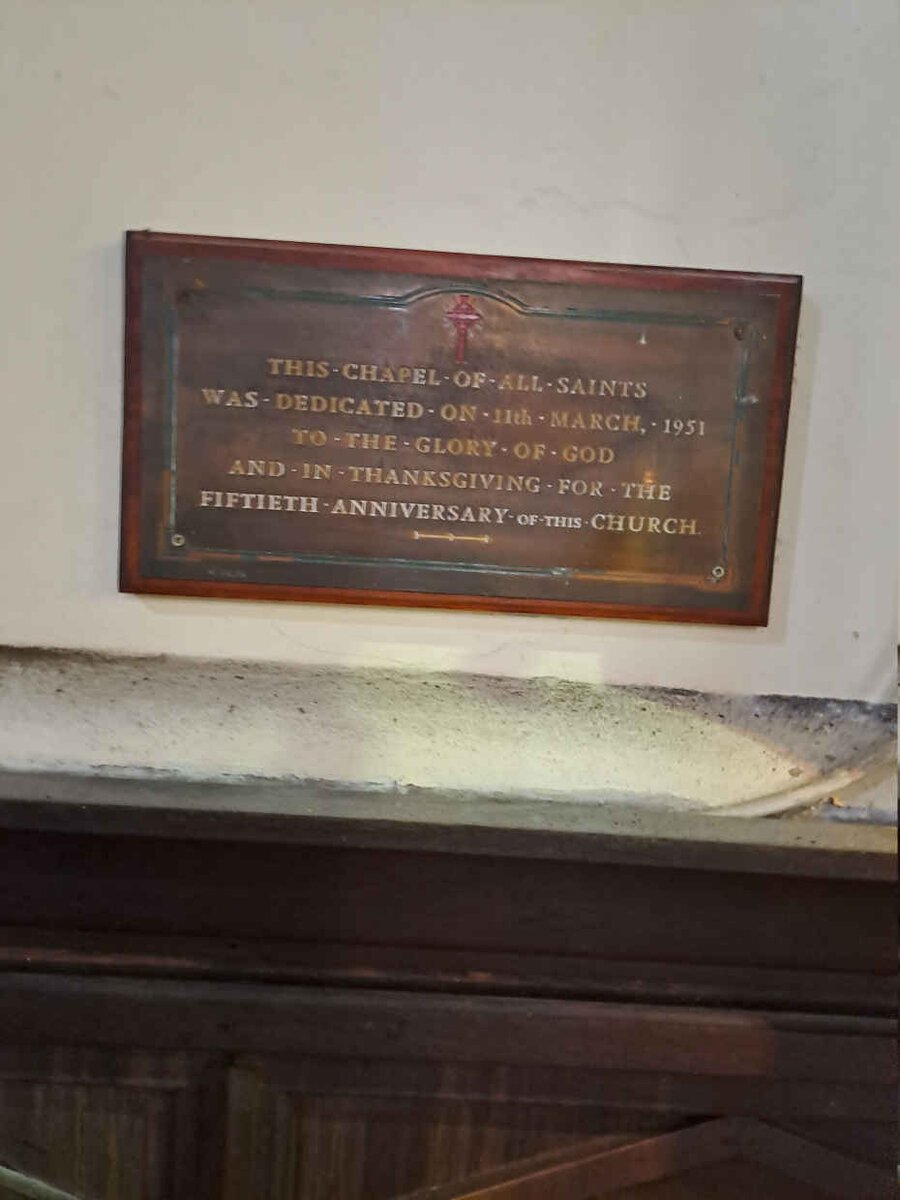 THIS·CHAPEL·OF·ALL·SAINTS
WAS·DEDICATED·ON·11th·MARCH,·1951
TO·THE·GLORY·OF·GOD
AND·IN·THANKSGIVING·FOR·THE
FIFTIETH·ANNIVERSARY·OF·THIS·CHURCH.